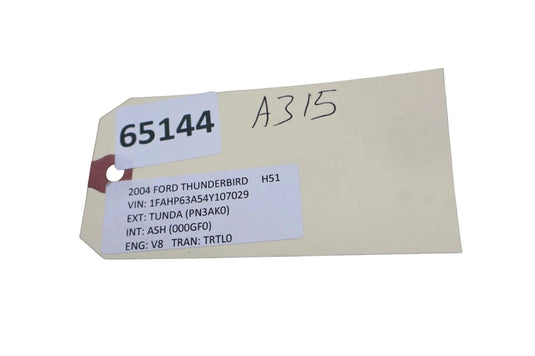 65144
A315
2004 FORD THUNDERBIRD H51
VIN: 1FAHP63A54Y107029
EXT: TUNDA (PN3AK0)
INT: ASH (000GF0)
ENG: V8 TRAN: TRTL0